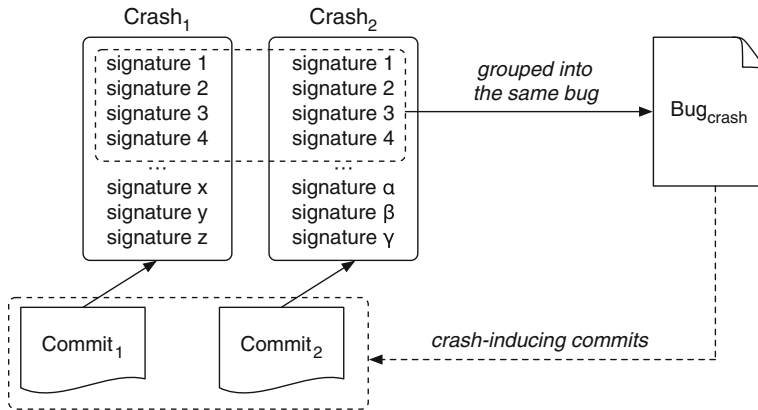 Crash₁
signature 1
signature 2
signature 3
signature 4
...
signature x
signature y
signature z
Crash₂
signature 1
signature 2
signature 3
signature 4
...
signature α
signature β
signature γ
grouped into
the same bug
Bug_crash
Commit₁
Commit₂
crash-inducing commits